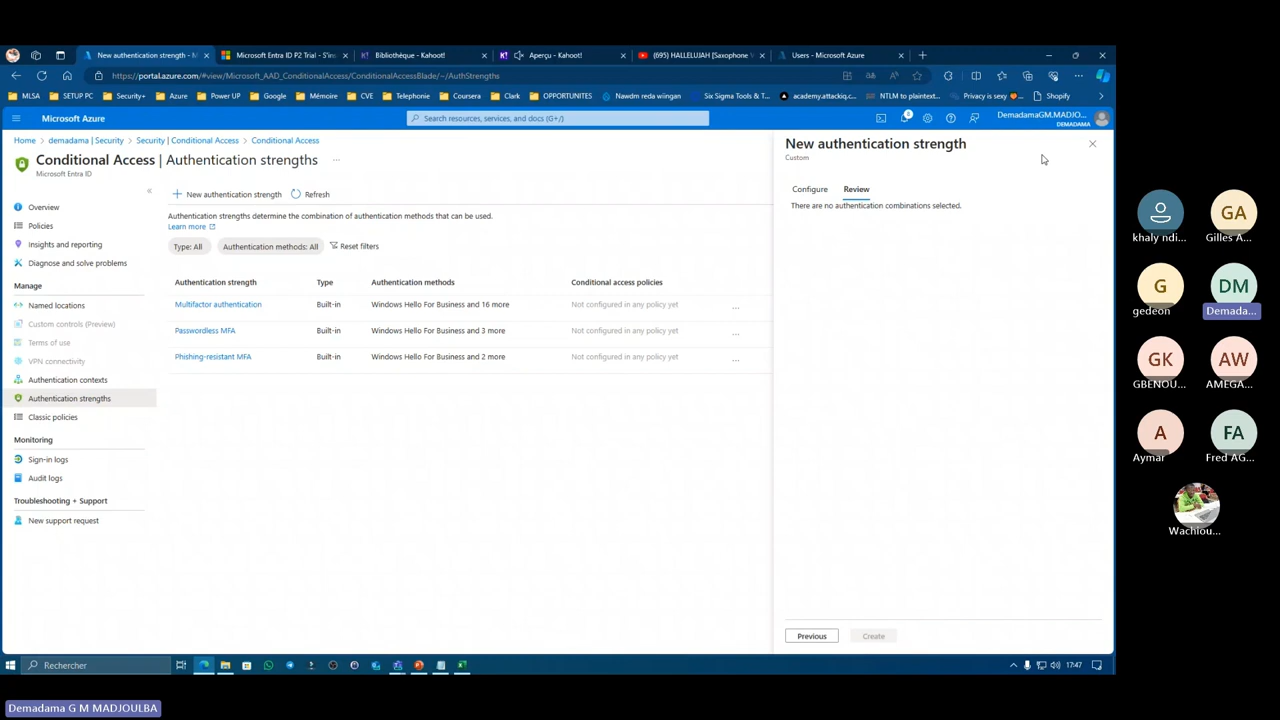 New authentication strength - M
Microsoft Entra ID P2 Trial - S'in
Bibliothèque - Kahoot!
Aperçu - Kahoot!
(695) HALLELUJAH [Saxophone
Users - Microsoft Azure
https://portal.azure.com/#view/Microsoft_AAD_ConditionalAccess/ConditionalAccessBlade/~/AuthStrengths
MLSA
SETUP PC
Security+
Azure
Power UP
Google
Mémoire
CVE
Telephonie
Coursera
Clark
OPPORTUNITES
Nawdm reda wiingan
Six Sigma Tools & T...
academy.attackiq.c...
NTLM to plaintext...
Privacy is sexy
Shopify
Microsoft Azure
Search resources, services, and docs (G+/)
DemadamaGM.MADJO...
DEMADAMA
Home > demadama | Security > Security | Conditional Access > Conditional Access
Conditional Access | Authentication strengths ...
Microsoft Entra ID
Overview
Policies
Insights and reporting
Diagnose and solve problems
Manage
Named locations
Custom controls (Preview)
Terms of use
VPN connectivity
Authentication contexts
Authentication strengths
Classic policies
Monitoring
Sign-in logs
Audit logs
Troubleshooting + Support
New support request
New authentication strength
Refresh
Authentication strengths determine the combination of authentication methods that can be used.
Learn more
Type: All
Authentication methods: All
Reset filters
Authentication strength Type Authentication methods Conditional access policies
Multifactor authentication Built-in Windows Hello For Business and 16 more Not configured in any policy yet ...
Passwordless MFA Built-in Windows Hello For Business and 3 more Not configured in any policy yet ...
Phishing-resistant MFA Built-in Windows Hello For Business and 2 more Not configured in any policy yet ...
New authentication strength
Custom
Configure Review
There are no authentication combinations selected.
Previous Create
Rechercher
17:47
khaly ndi...
GA
Gilles A...
G
gedeon
DM
Demada...
GK
GBENOU...
AW
AMEGA...
A
Aymar
FA
Fred AG...
Wachiou...
Demadama G M MADJOULBA